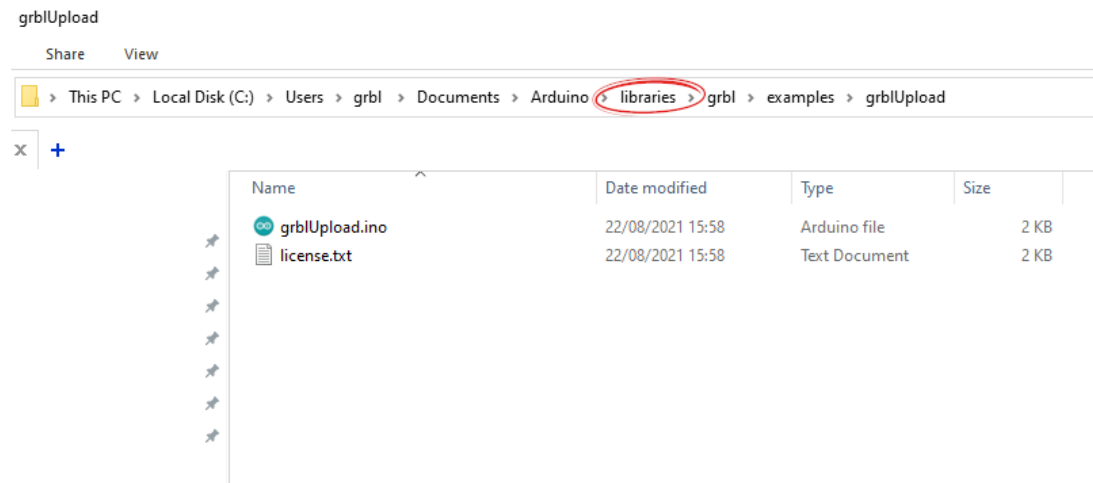 grblUpload
Share View
This PC > Local Disk (C:) > Users > grbl > Documents > Arduino > libraries > grbl > examples > grblUpload
Name Date modified Type Size
grblUpload.ino 22/08/2021 15:58 Arduino file 2 KB
license.txt 22/08/2021 15:58 Text Document 2 KB